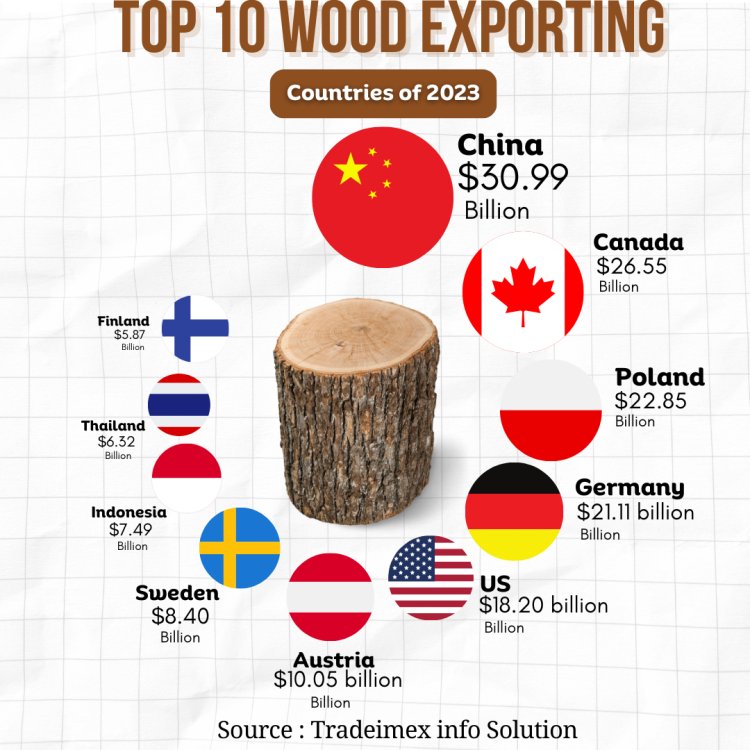 TOP 10 WOOD EXPORTING
Countries of 2023
China
$30.99
Billion
Canada
$26.55
Billion
Poland
$22.85
Billion
Germany
$21.11 billion
Billion
US
$18.20 billion
Billion
Austria
$10.05 billion
Billion
Sweden
$8.40
Billion
Indonesia
$7.49
Billion
Thailand
$6.32
Billion
Finland
$5.87
Billion
Source : Tradeimex info Solution